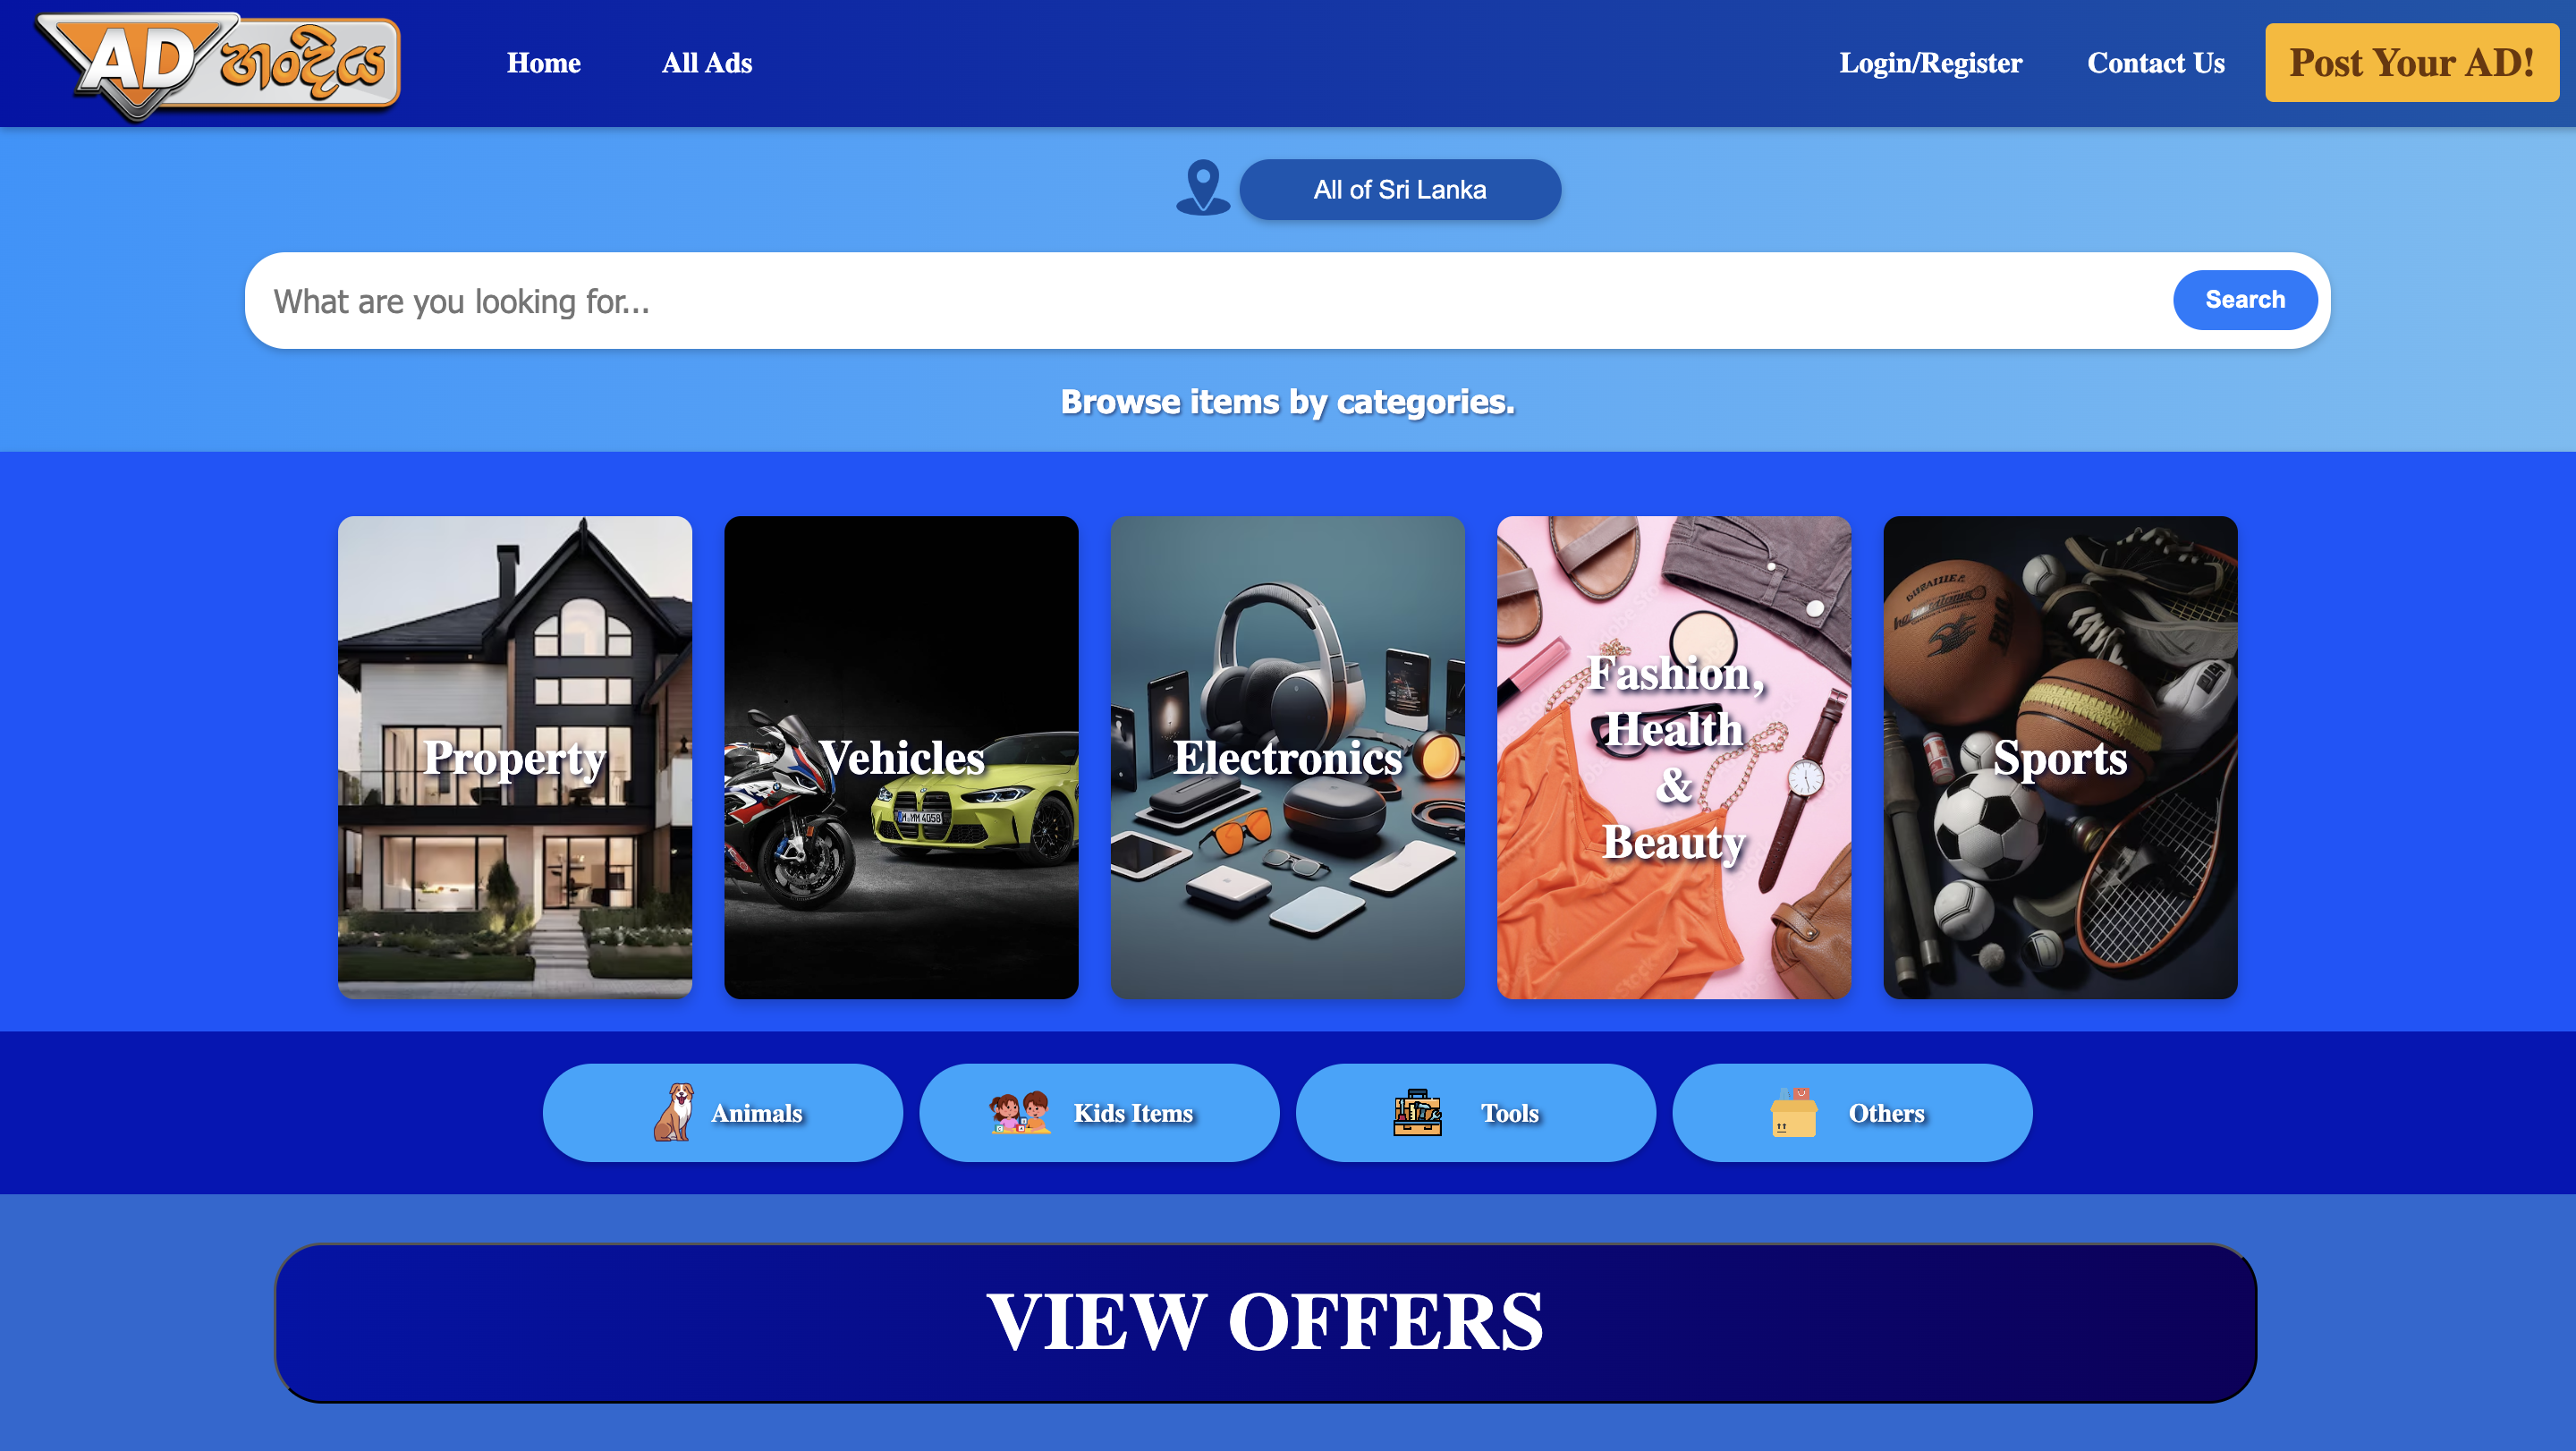 AD හංදිය
Home
All Ads
Login/Register
Contact Us
Post Your AD!
All of Sri Lanka
What are you looking for...
Search
Browse items by categories.
Property
Vehicles
Electronics
Fashion,
Health
&
Beauty
Sports
Animals
Kids Items
Tools
Others
VIEW OFFERS